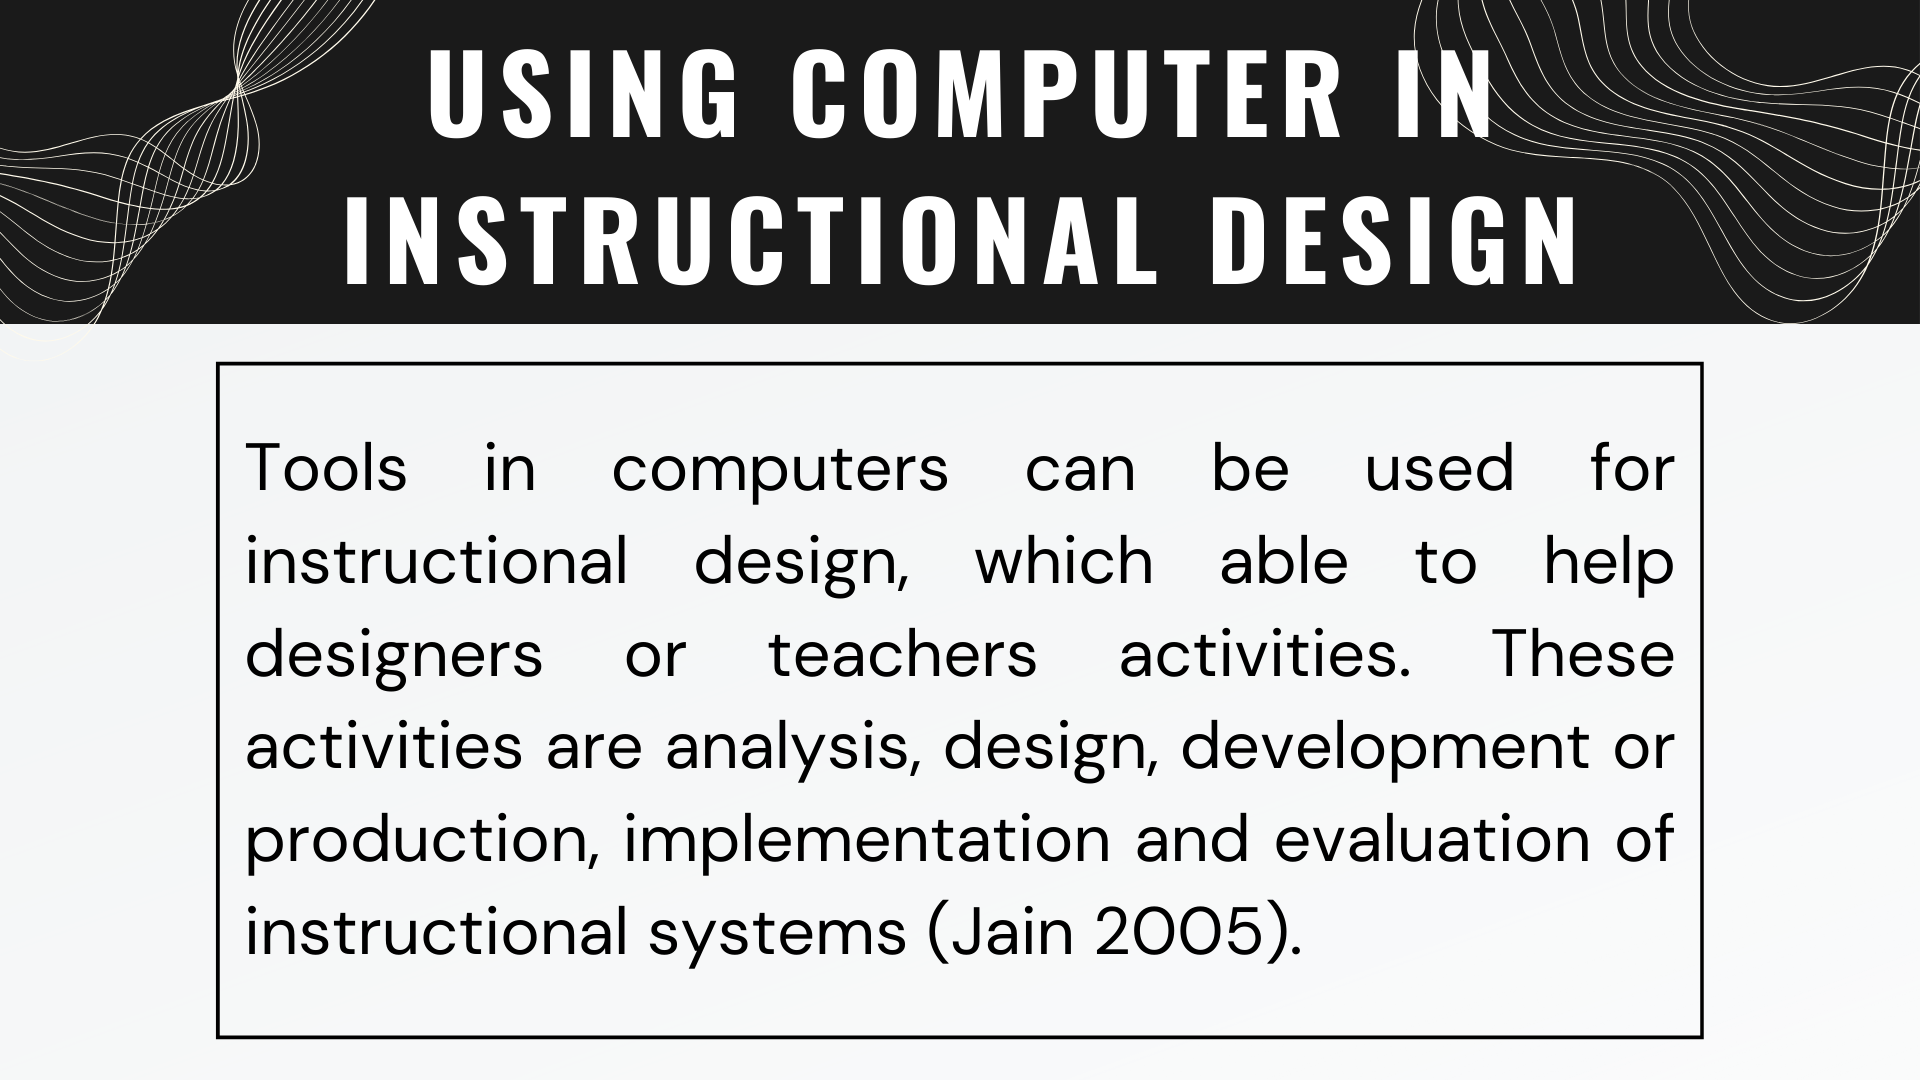 USING COMPUTER IN
INSTRUCTIONAL DESIGN
Tools in computers can be used for
instructional design, which able to help
designers or teachers activities. These
activities are analysis, design, development or
production, implementation and evaluation of
instructional systems (Jain 2005).